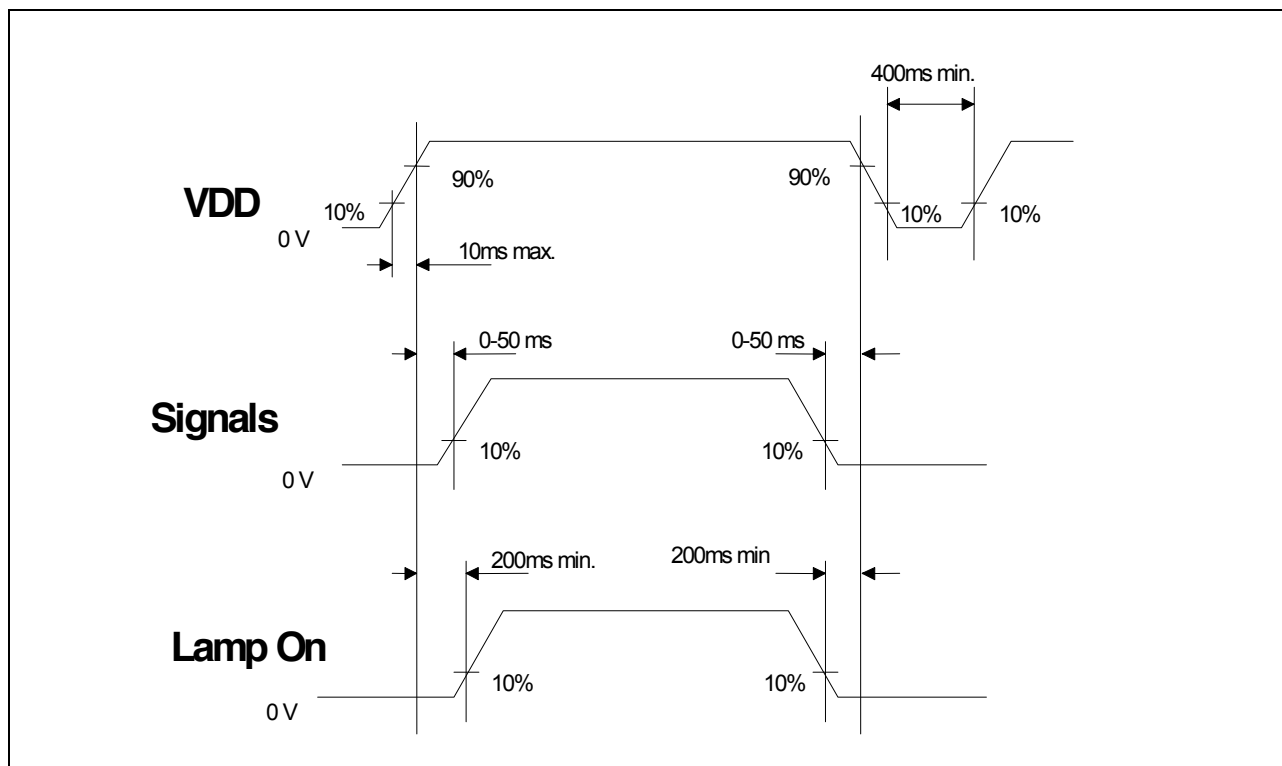 400ms min.
90%
90%
VDD
10%
10%
10%
0 V
10ms max.
0-50 ms
0-50 ms
Signals
10%
10%
0 V
200ms min.
200ms min
Lamp On
10%
10%
0 V